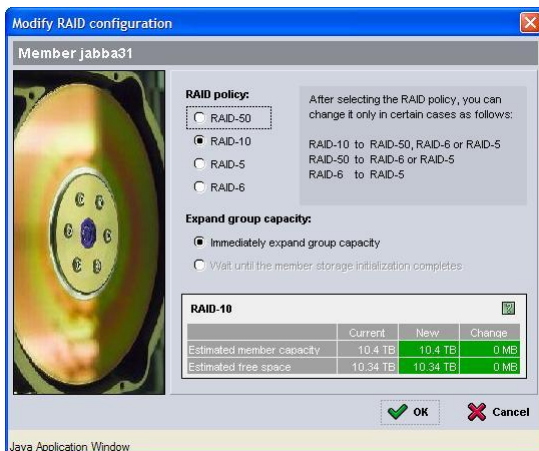 Modify RAID configuration
Member jabba31
RAID policy:
RAID-50
RAID-10
RAID-5
RAID-6
After selecting the RAID policy, you can
change it only in certain cases as follows:
RAID-10 to RAID-50, RAID-6 or RAID-5
RAID-50 to RAID-6 or RAID-5
RAID-6 to RAID-5
Expand group capacity:
Immediately expand group capacity
Wait until the member storage initialization completes
RAID-10
Current New Change
Estimated member capacity 10.4 TB 10.4 TB 0 MB
Estimated free space 10.34 TB 10.34 TB 0 MB
OK Cancel
Java Application Window